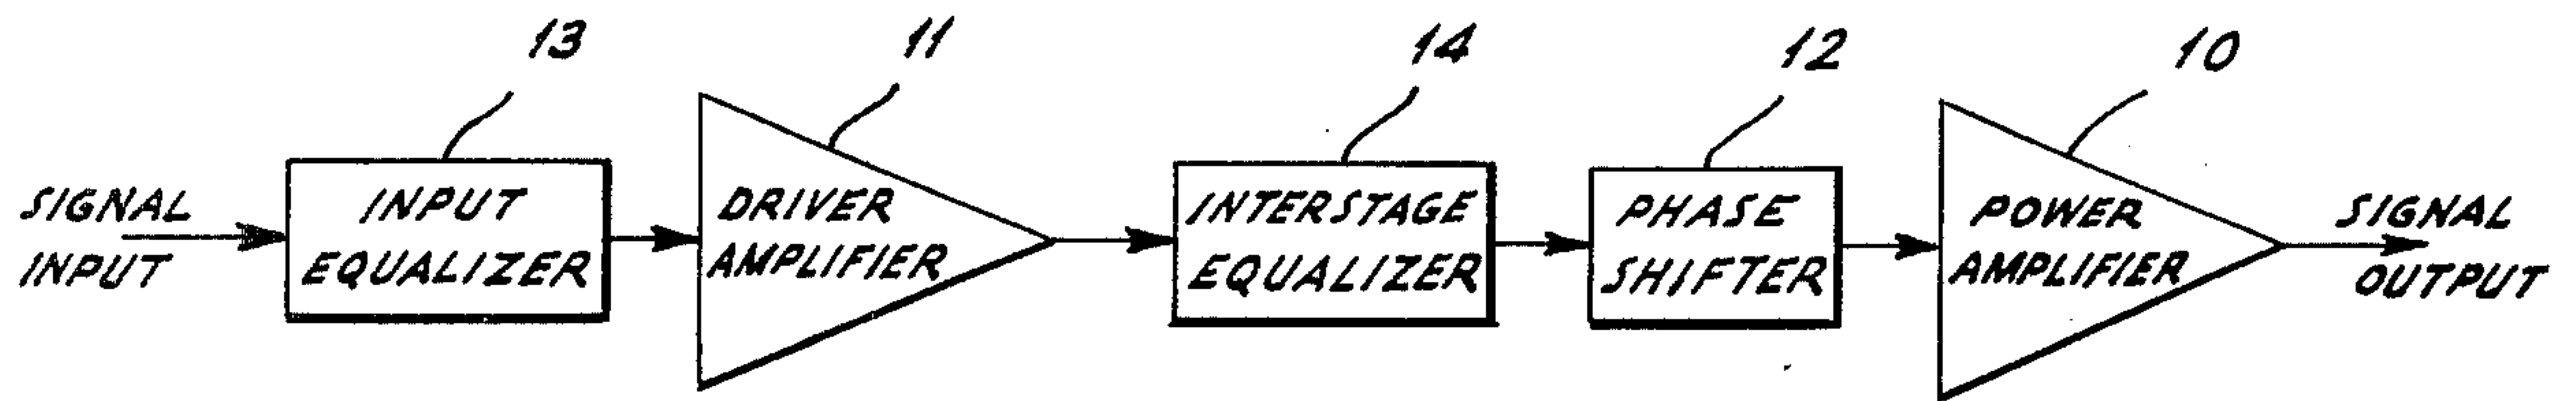 13
11
14
12
10
SIGNAL
INPUT
INPUT
EQUALIZER
DRIVER
AMPLIFIER
INTERSTAGE
EQUALIZER
PHASE
SHIFTER
POWER
AMPLIFIER
SIGNAL
OUTPUT